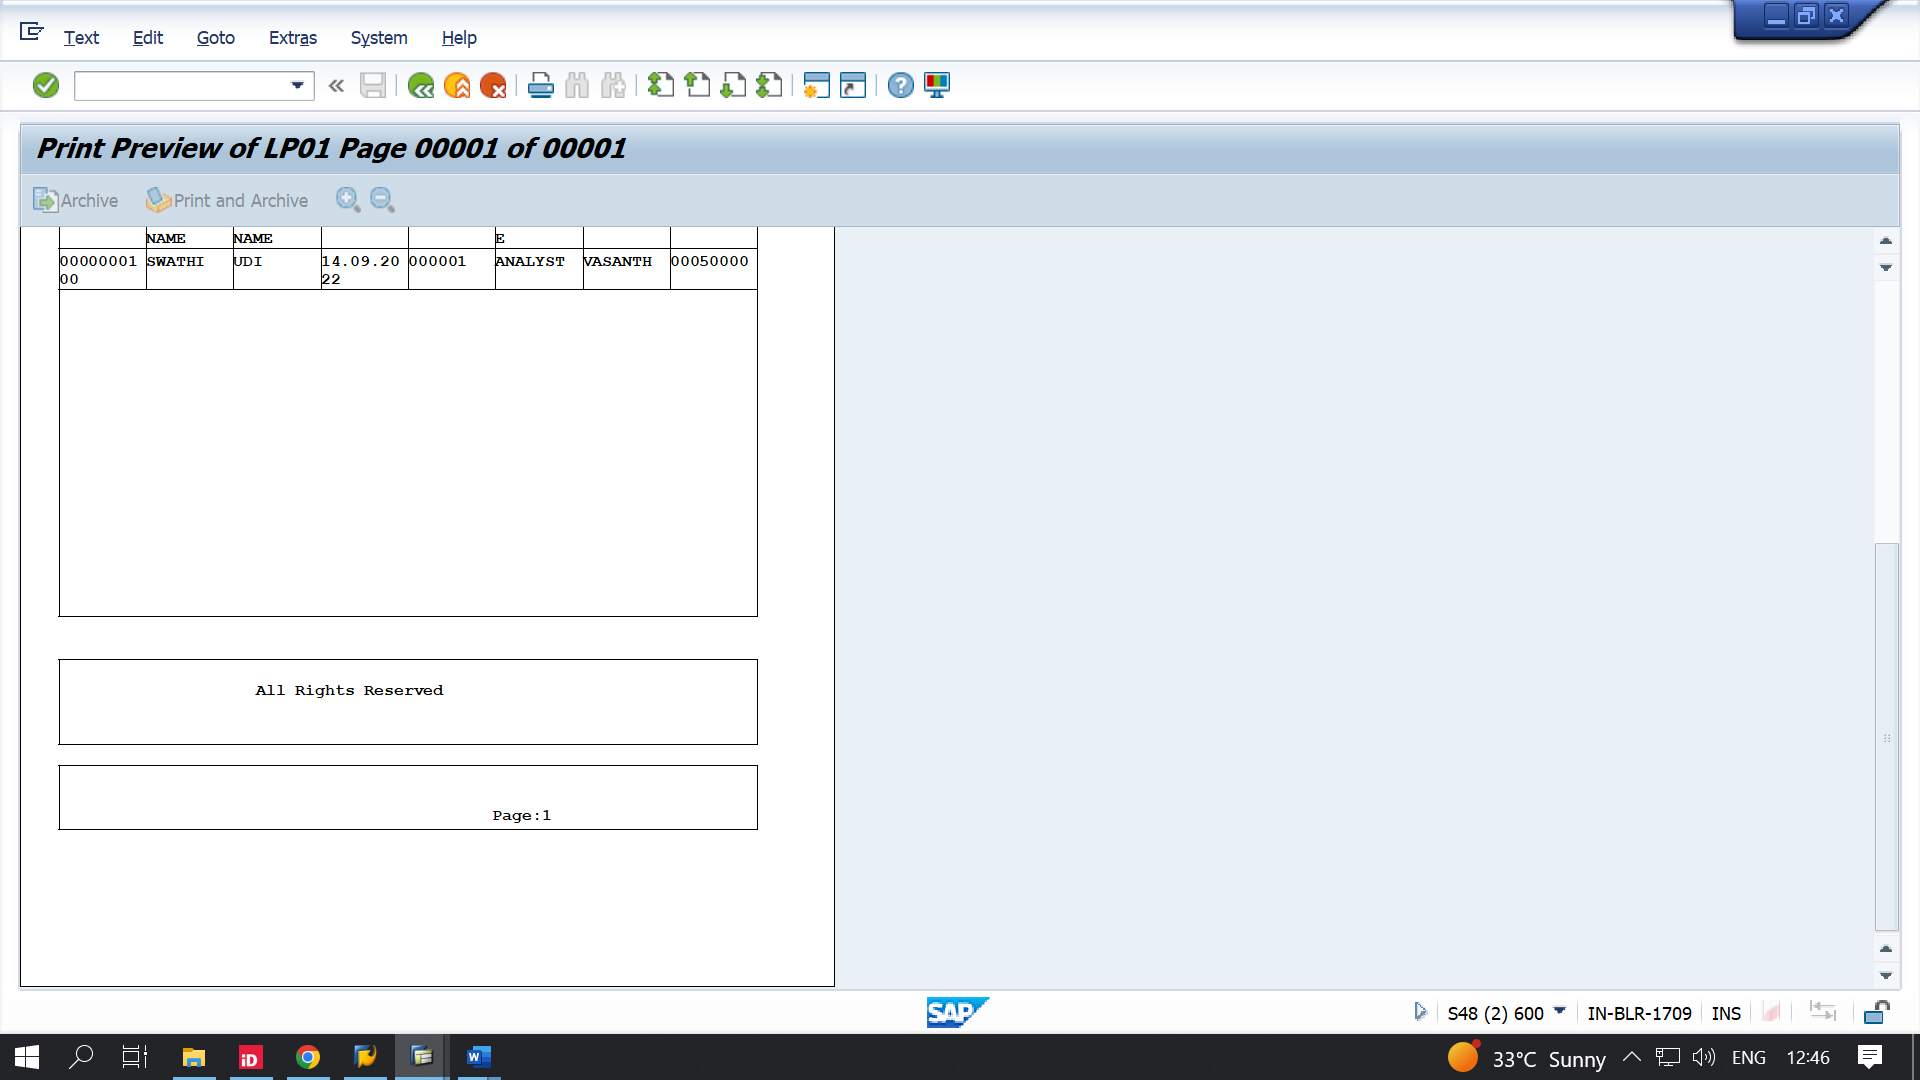 Text Edit Goto Extras System Help
Print Preview of LP01 Page 00001 of 00001
Archive Print and Archive
NAME NAME E
00000001 SWATHI UDI 14.09.20 000001 ANALYST VASANTH 00050000
00 22
All Rights Reserved
Page:1
SAP S48 (2) 600 IN-BLR-1709 INS
iD W 33°C Sunny ENG 12:46